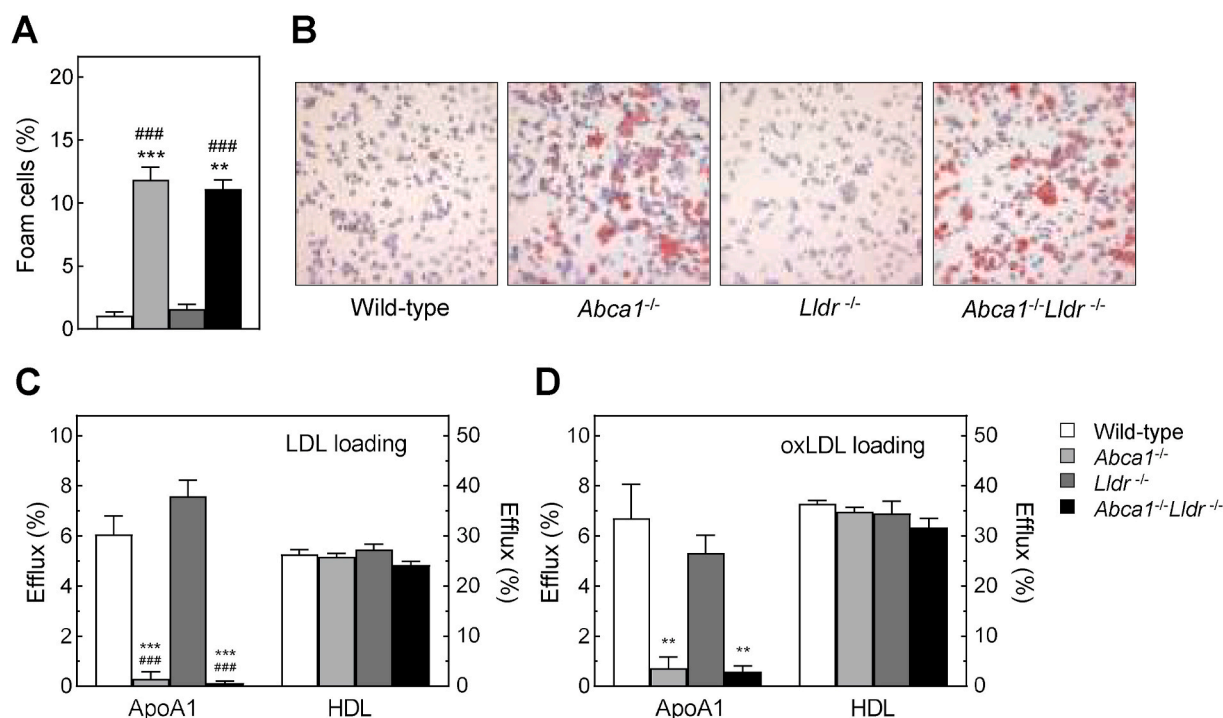 A
Foam cells (%)
20
15
10
5
0
###
***
###
**
B
Wild-type
Abca1-/-
Lldr -/-
Abca1-/-Lldr -/-
C
LDL loading
Efflux (%)
10
8
6
4
2
0
***
###
***
###
50
40
30
20
10
0
Efflux (%)
ApoA1
HDL
D
oxLDL loading
Efflux (%)
10
8
6
4
2
0
**
**
50
40
30
20
10
0
Efflux (%)
ApoA1
HDL
Wild-type
Abca1-/-
Lldr -/-
Abca1-/-Lldr -/-